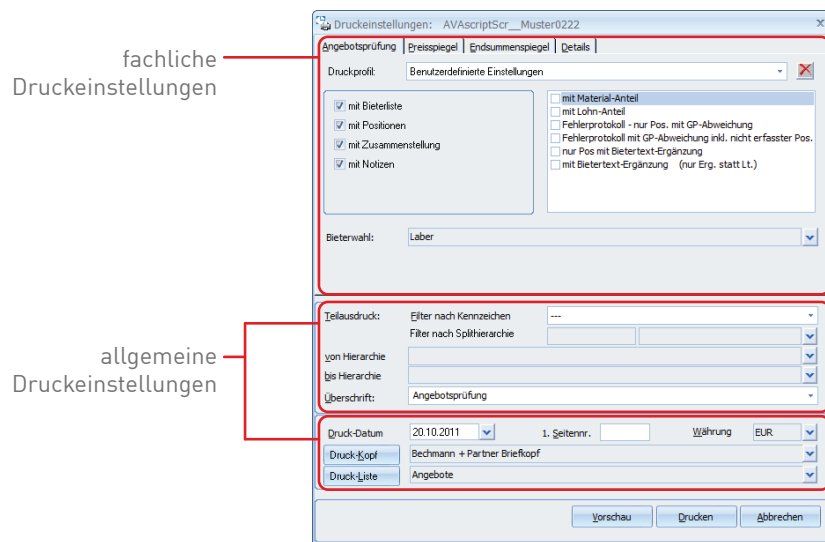 Druckeinstellungen: AVAscriptScr__Muster0222 x
Angebotsprüfung Preisspiegel Endsummenspiegel Details
fachliche
Druckeinstellungen
Druckprofil: Benutzerdefinierte Einstellungen
mit Bieterliste
mit Positionen
mit Zusammenstellung
mit Notizen
mit Material-Anteil
mit Lohn-Anteil
Fehlerprotokoll - nur Pos. mit GP-Abweichung
Fehlerprotokoll mit GP-Abweichung inkl. nicht erfasster Pos.
nur Pos mit Bietertext-Ergänzung
mit Bietertext-Ergänzung (nur Erg. statt Lt.)
Bieterwahl: Laber
allgemeine
Druckeinstellungen
Teilausdruck: Filter nach Kennzeichen ---
Filter nach Splithierarchie
von Hierarchie
bis Hierarchie
Überschrift: Angebotsprüfung
Druck-Datum 20.10.2011 1. Seitennr. Währung EUR
Druck-Kopf Bechmann + Partner Briefkopf
Druck-Liste Angebote
Vorschau Drucken Abbrechen